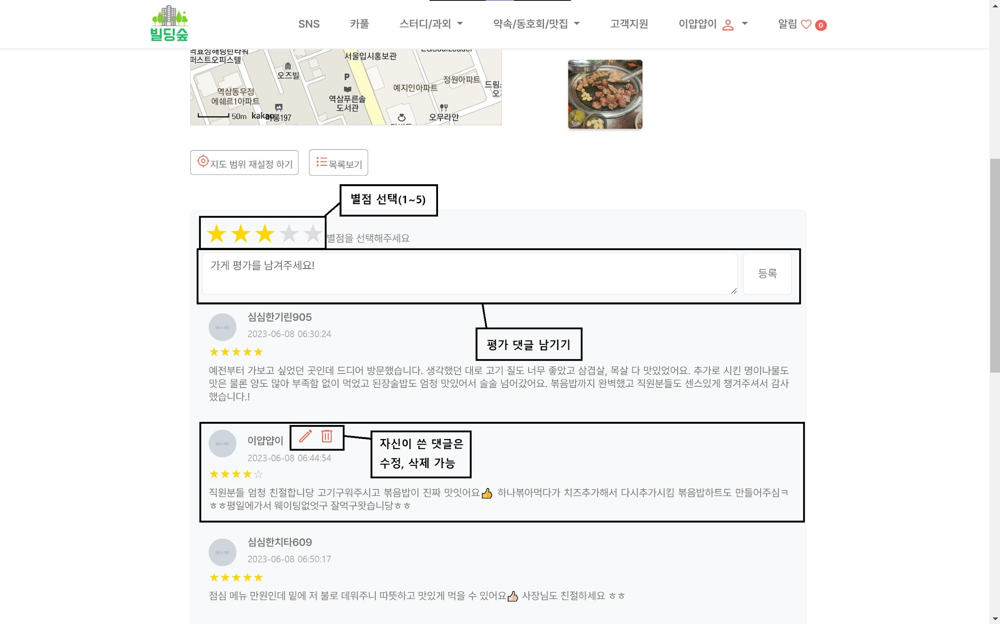 빌딩숲
SNS 카풀 스터디/과외 약속/동호회/맛집 고객지원 이얍얍이 알림 0
퍼스트오피스텔
서울입시홍보관
오즈빌
P
정원아파트
예지인아파트
역삼동우정
에쉐르1아파트
역삼푸른솔
도서관
오무라안
50m kakao
지도 범위 재설정 하기 목록보기
별점 선택(1~5)
별점을 선택해주세요
가게 평가를 남겨주세요!
등록
심심한기린905
2023-06-08 06:30:24
평가 댓글 남기기
예전부터 가보고 싶었던 곳인데 드디어 방문했습니다. 생각했던 대로 고기 질도 너무 좋았고 삼겹살, 목살 다 맛있었어요. 추가로 시킨 명이나물도
맛은 물론 양도 많아 부족함 없이 먹었고 된장술밥도 엄청 맛있어서 술술 넘어갔어요. 볶음밥까지 완벽했고 직원분들도 센스있게 챙겨주셔서 감사
했습니다.!
이얍얍이
2023-06-08 06:44:54
자신이 쓴 댓글은
수정, 삭제 가능
직원분들 엄청 친절합니당 고기구워주시고 볶음밥이 진짜 맛잇어요👍 하나볶아먹다가 치즈추가해서 다시추가시킴 볶음밥하트도 만들어주심ㅋ
ㅎㅎ평일에가서 웨이팅없엇구 잘먹구왓습니당ㅎㅎ
심심한치타609
2023-06-08 06:50:17
점심 메뉴 만원인데 밑에 저 불로 데워주니 따뜻하고 맛있게 먹을 수 있어요👍🏻 사장님도 친절하세요 ㅎㅎ